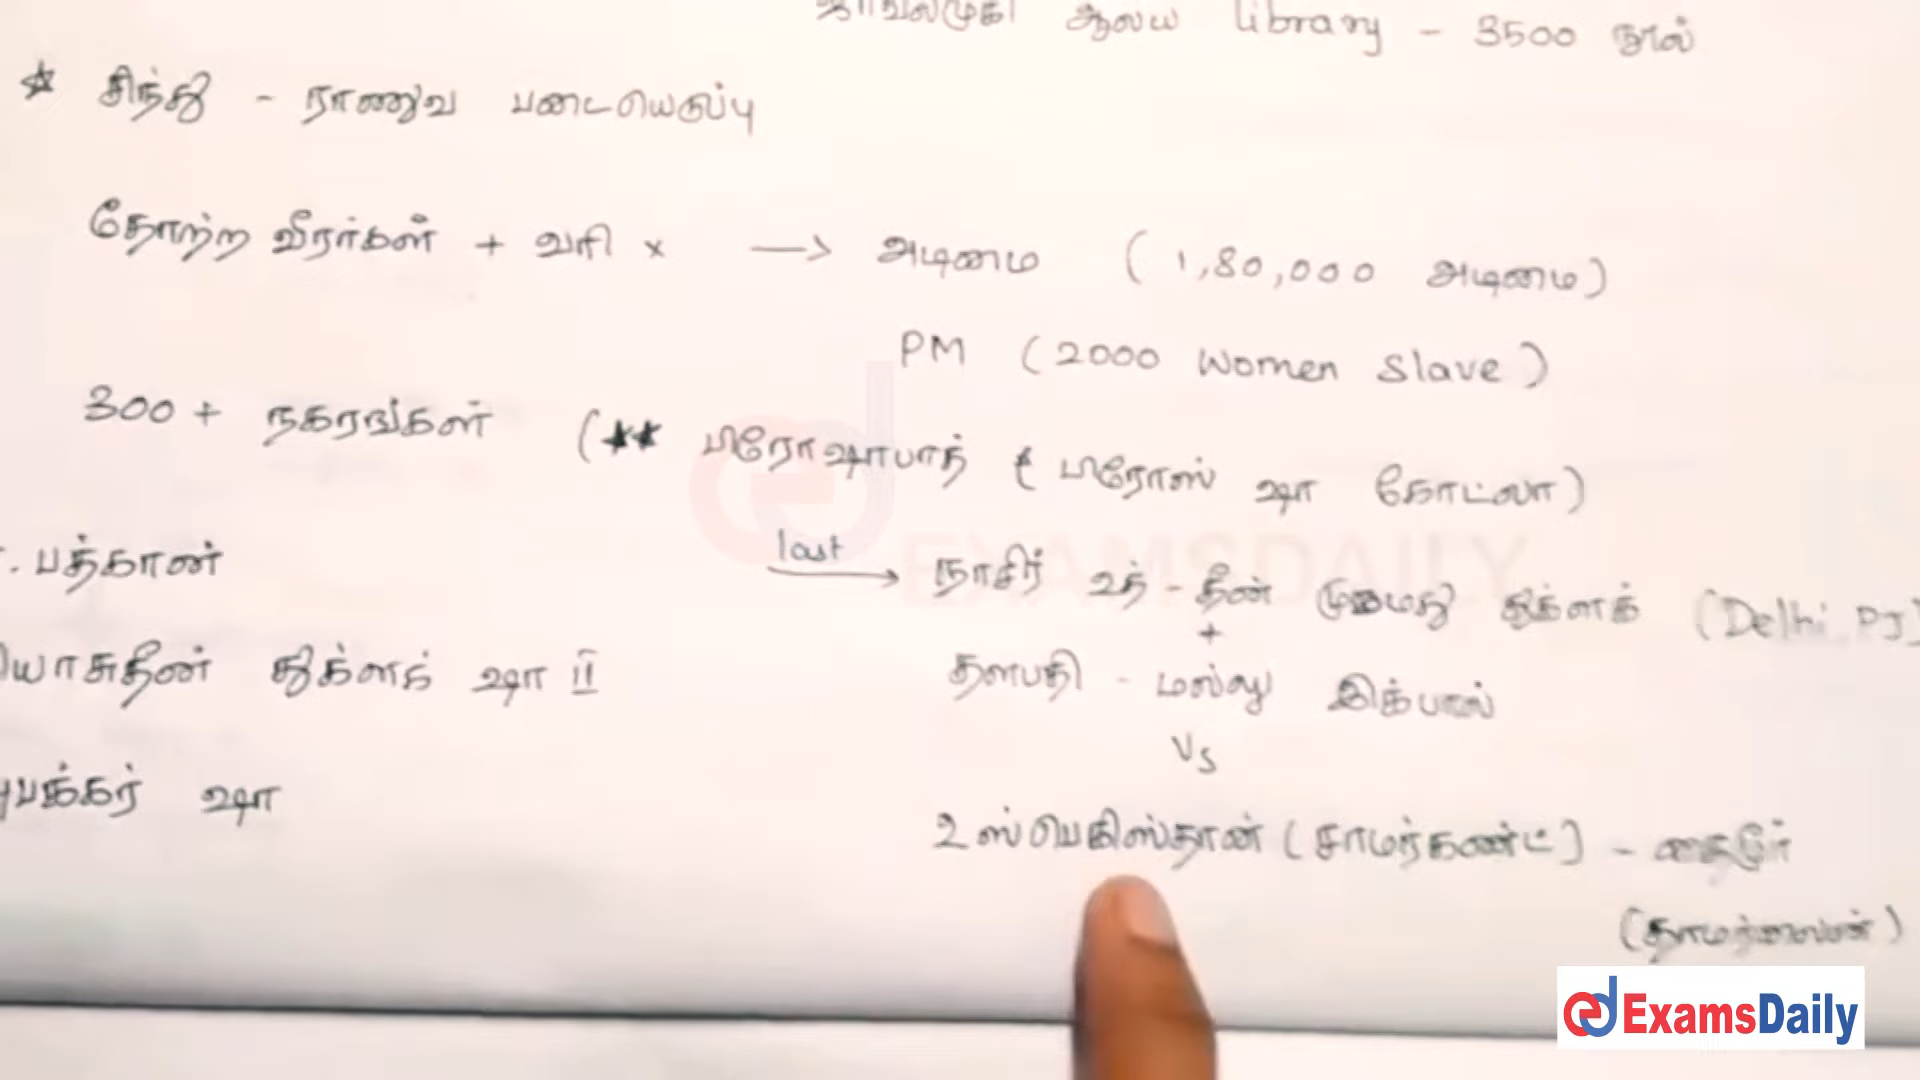 ஆலய library - 3500 நூல்
☆ சிந்து - ராணுவ படையெடுப்பு
தோற்ற வீரர்கள் + வரி × → அடிமை ( 1,80,000 அடிமை )
PM ( 2000 women slave )
300 + நகரங்கள் ( ** பிரோஷாபாத் & பிரோஸ் ஷா கோட்லா )
. பத்கான்
last → நாசிர் உத் - தீன் முகமது துக்ளக் (Delhi PJ)
யாசுதீன் துக்ளக் ஷா II
+
தளபதி - மல்லு இக்பால்
Vs
பக்கர் ஷா
உஸ்பெகிஸ்தான் ( சாமர்கண்ட் ) - தைமூர்
( தாமர்லைன் )
EXAMSDAILY
ExamsDaily